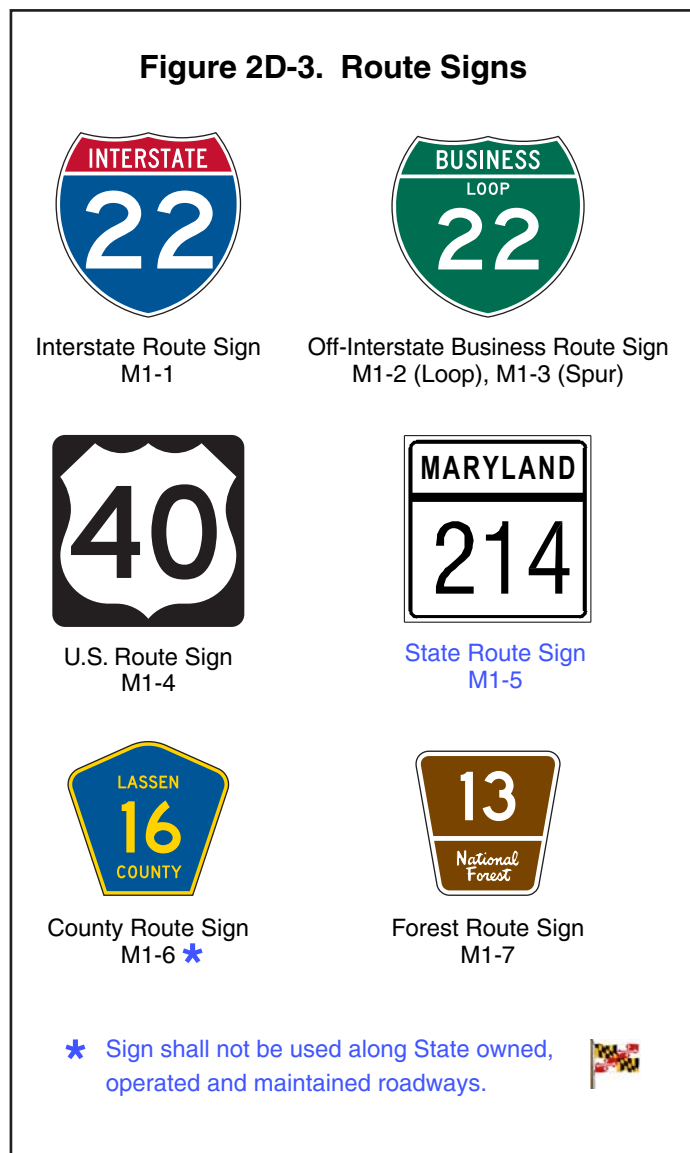 Figure 2D-3. Route Signs
INTERSTATE
22
BUSINESS
LOOP
22
Interstate Route Sign
M1-1
Off-Interstate Business Route Sign
M1-2 (Loop), M1-3 (Spur)
40
MARYLAND
214
U.S. Route Sign
M1-4
State Route Sign
M1-5
LASSEN
16
COUNTY
13
National
Forest
County Route Sign
M1-6 *
Forest Route Sign
M1-7
* Sign shall not be used along State owned,
operated and maintained roadways.